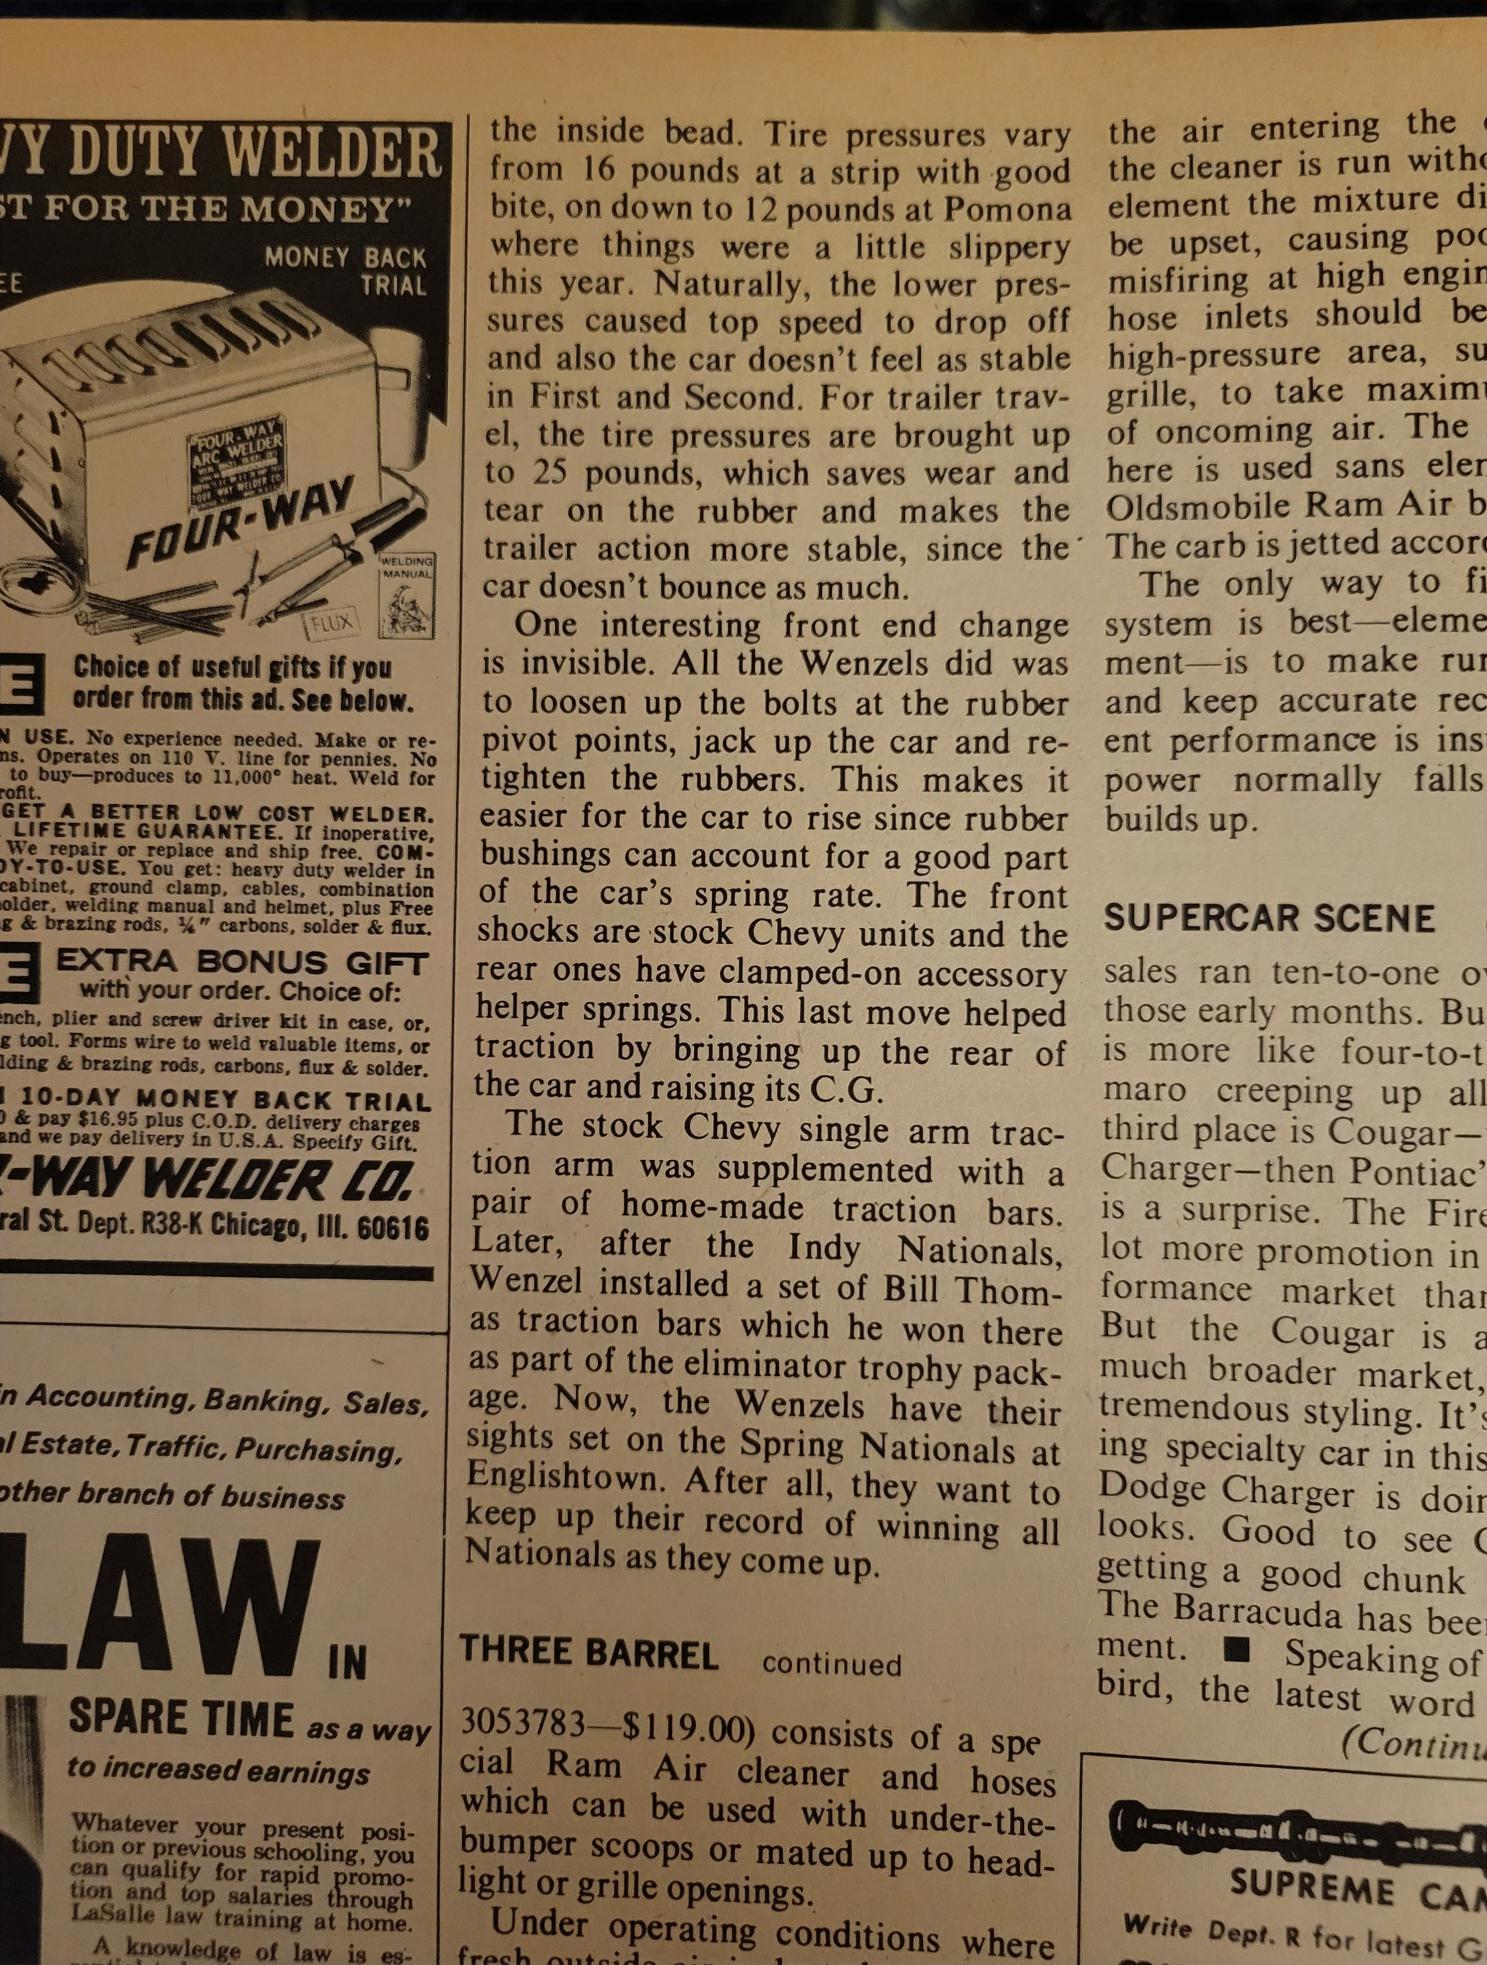 DUTY WELDER
FOR THE MONEY”
MONEY BACK
TRIAL
FOUR-WAY
ARC WELDER
FOUR-WAY
WELDING
MANUAL
FLUX
Choice of useful gifts if you
order from this ad. See below.
USE. No experience needed. Make or re-
Operates on 110 V. line for pennies. No
to buy—produces to 11,000° heat. Weld for
GET A BETTER LOW COST WELDER.
LIFETIME GUARANTEE. If inoperative,
We repair or replace and ship free. COM-
You get: heavy duty welder in
cabinet, ground clamp, cables, combination
holder, welding manual and helmet, plus Free
& brazing rods, ¼” carbons, solder & flux.
EXTRA BONUS GIFT
with your order. Choice of:
plier and screw driver kit in case, or,
tool. Forms wire to weld valuable items, or
& brazing rods, carbons, flux & solder.
10-DAY MONEY BACK TRIAL
& pay $16.95 plus C.O.D. delivery charges
and we pay delivery in U.S.A. Specify Gift.
-WAY WELDER CO.
St. Dept. R38-K Chicago, Ill. 60616
in Accounting, Banking, Sales,
Estate, Traffic, Purchasing,
other branch of business
LAW IN
SPARE TIME as a way
to increased earnings
Whatever your present posi-
tion or previous schooling, you
can qualify for rapid promo-
tion and top salaries through
LaSalle law training at home.
A knowledge of law is es-
the inside bead. Tire pressures vary
from 16 pounds at a strip with good
bite, on down to 12 pounds at Pomona
where things were a little slippery
this year. Naturally, the lower pres-
sures caused top speed to drop off
and also the car doesn’t feel as stable
in First and Second. For trailer trav-
el, the tire pressures are brought up
to 25 pounds, which saves wear and
tear on the rubber and makes the
trailer action more stable, since the
car doesn’t bounce as much.
One interesting front end change
is invisible. All the Wenzels did was
to loosen up the bolts at the rubber
pivot points, jack up the car and re-
tighten the rubbers. This makes it
easier for the car to rise since rubber
bushings can account for a good part
of the car’s spring rate. The front
shocks are stock Chevy units and the
rear ones have clamped-on accessory
helper springs. This last move helped
traction by bringing up the rear of
the car and raising its C.G.
The stock Chevy single arm trac-
tion arm was supplemented with a
pair of home-made traction bars.
Later, after the Indy Nationals,
Wenzel installed a set of Bill Thom-
as traction bars which he won there
as part of the eliminator trophy pack-
age. Now, the Wenzels have their
sights set on the Spring Nationals at
Englishtown. After all, they want to
keep up their record of winning all
Nationals as they come up.
THREE BARREL continued
3053783—$119.00) consists of a spe
cial Ram Air cleaner and hoses
which can be used with under-the-
bumper scoops or mated up to head-
light or grille openings.
Under operating conditions where
fresh outside air
the air entering the
the cleaner is run
element the mixture
be upset, causing
misfiring at high
hose inlets should be
high-pressure area,
grille, to take
of oncoming air. The
here is used sans
Oldsmobile Ram Air
The carb is jetted
The only way to
system is best—
ment—is to make
and keep accurate
ent performance is
power normally falls
builds up.
SUPERCAR SCENE
sales ran ten-to-one
those early months.
is more like four-to-
maro creeping up all
third place is Cougar—
Charger—then Pontiac’
is a surprise. The
lot more promotion in
formance market
But the Cougar is
much broader market,
tremendous styling. It’s
ing specialty car in this
Dodge Charger is
looks. Good to see
getting a good chunk
The Barracuda has
ment. ■ Speaking of
bird, the latest word
(Continu
SUPREME
Write Dept. R for latest